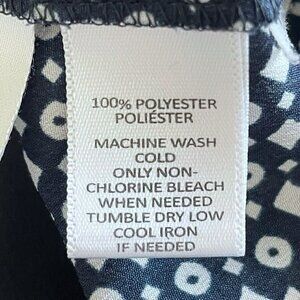 100% POLYESTER
POLIÉSTER
MACHINE WASH
COLD
ONLY NON-
CHLORINE BLEACH
WHEN NEEDED
TUMBLE DRY LOW
COOL IRON
IF NEEDED